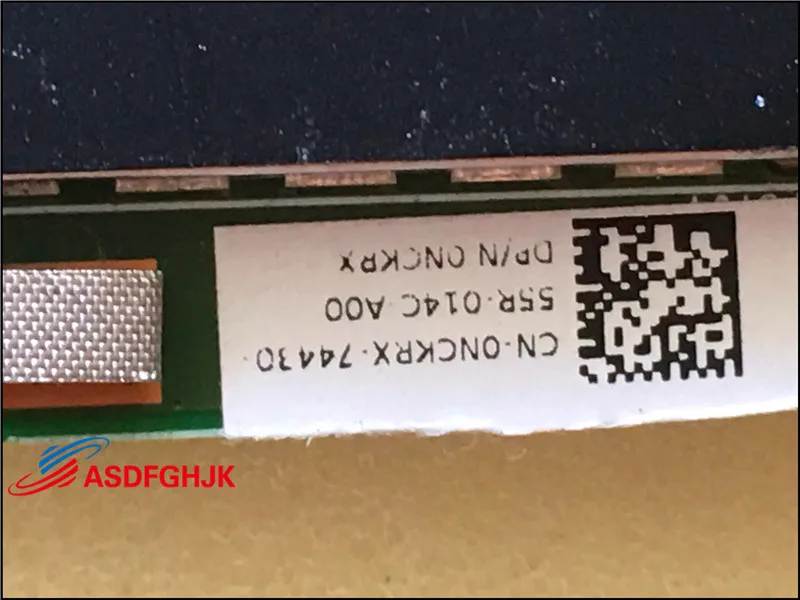 CN-0NCKRX-74430-
55R-014C-A00
DP/N 0NCKRX
ASDFGHJK